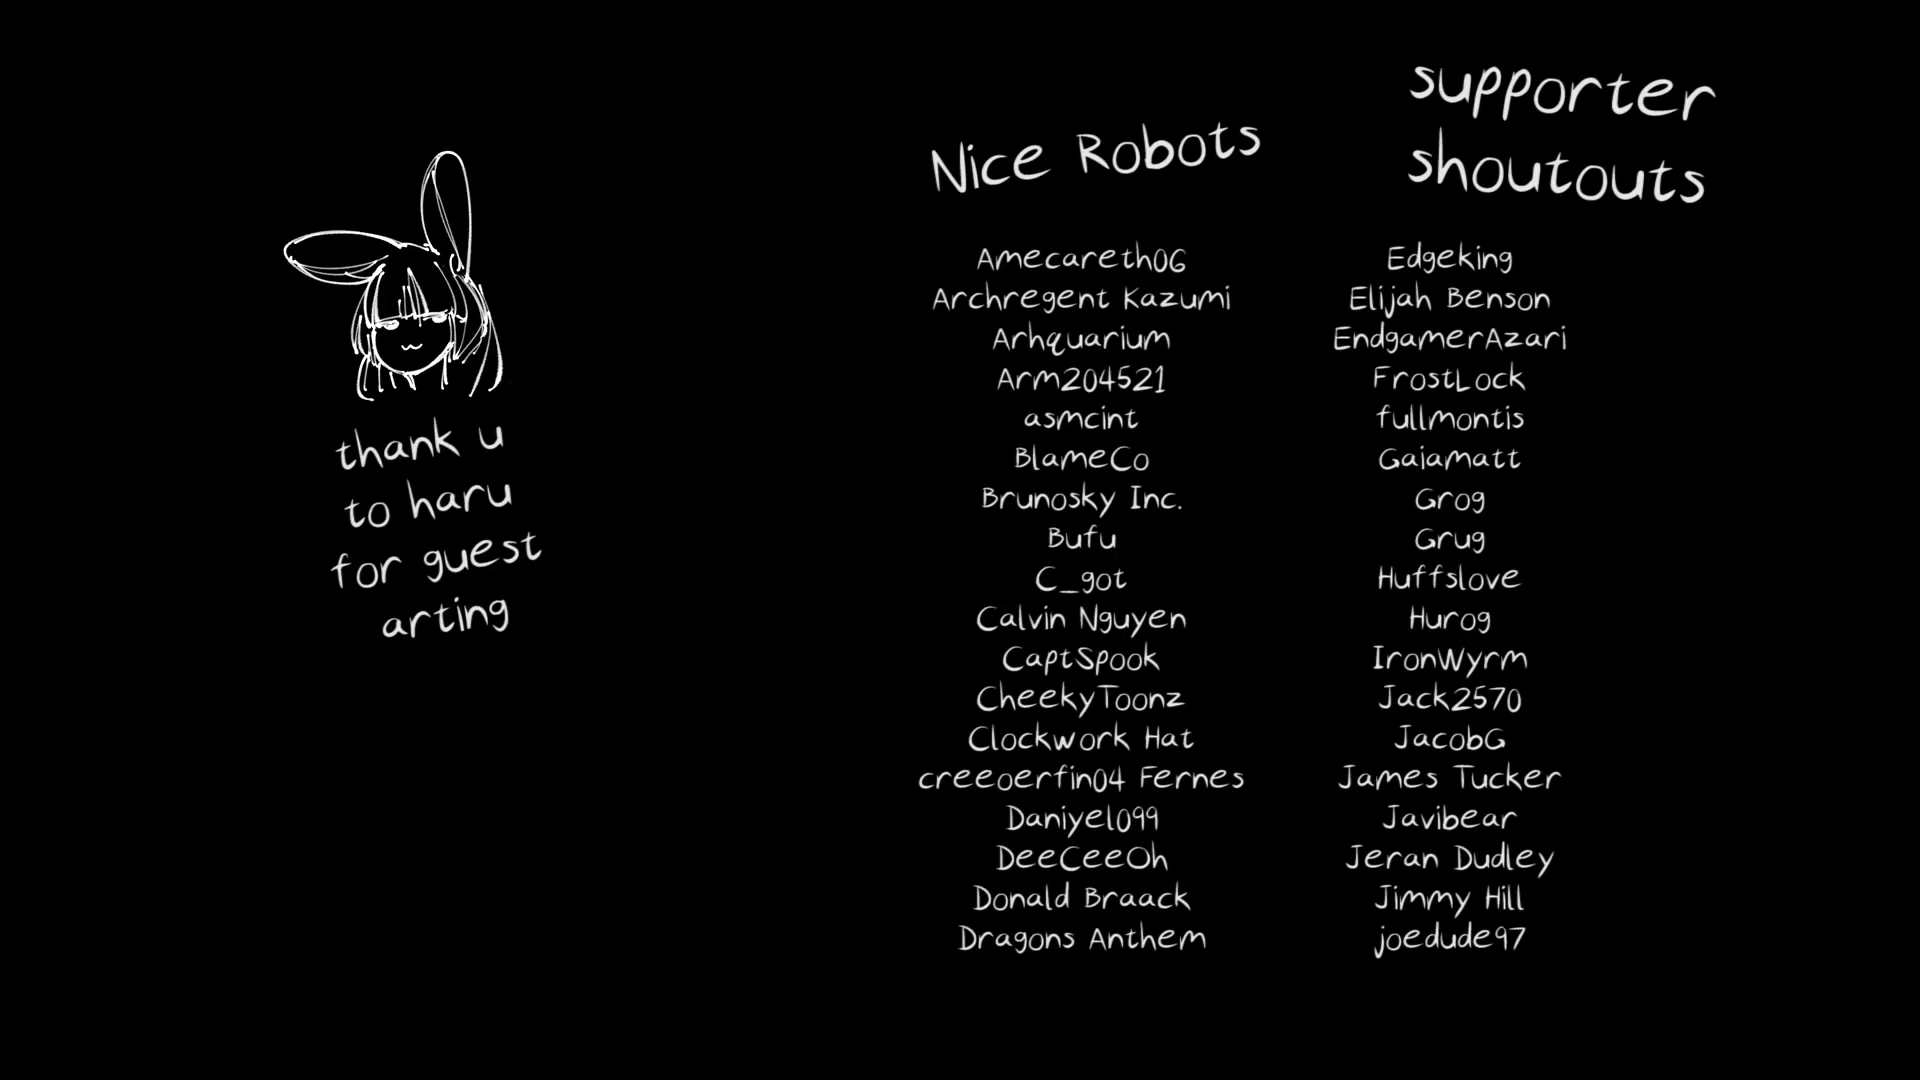 thank u
to haru
for guest
arting
Nice Robots
Amecareth06
Archregent Kazumi
Arhquarium
Arm204521
asmcint
BlameCo
Brunosky Inc.
Bufu
C_got
Calvin Nguyen
CaptSpook
CheekyToonz
Clockwork Hat
creeoerfin04 Fernes
Daniyel099
DeeCeeOh
Donald Braack
Dragons Anthem
supporter
shoutouts
Edgeking
Elijah Benson
EndgamerAzari
FrostLock
fullmontis
Gaiamatt
Grog
Grug
Huffslove
Hurog
IronWyrm
Jack2570
JacobG
James Tucker
Javibear
Jeran Dudley
Jimmy Hill
joedude97